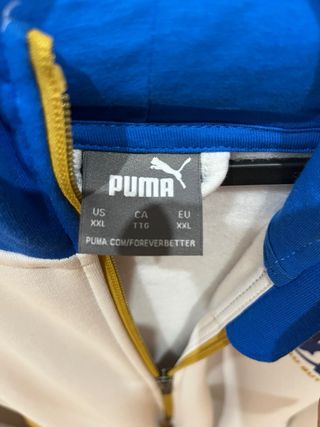 PUMA
US CA EU
XXL TTG XXL
PUMA.COM/FOREVERBETTER